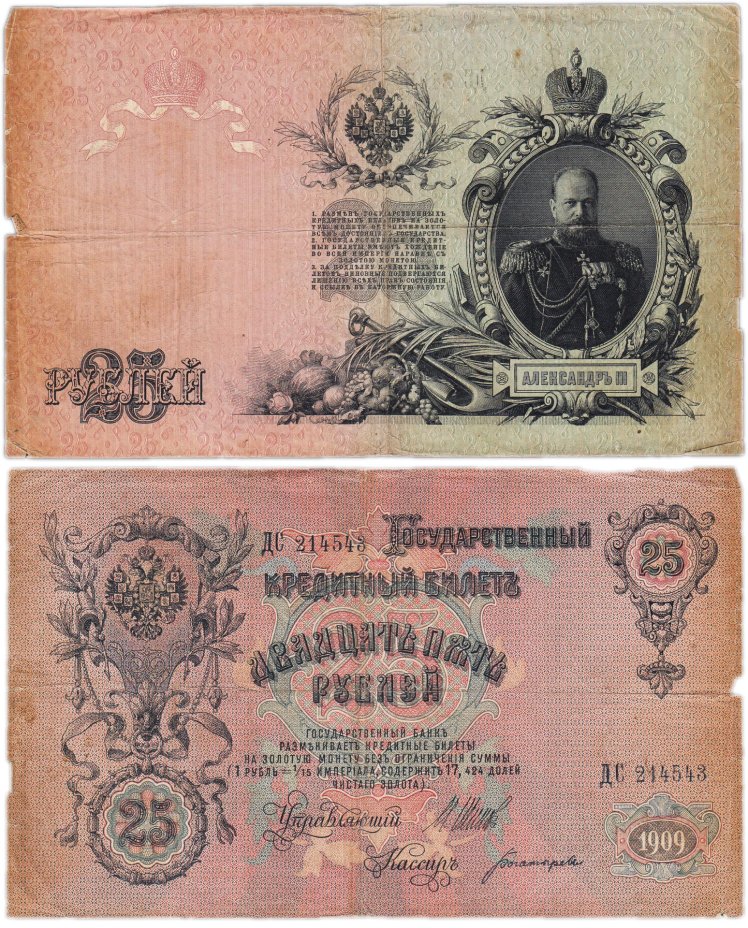 1. РАЗМѢНЪ ГОСУДАРСТВЕННЫХЪ
КРЕДИТНЫХЪ БИЛЕТОВЪ НА ЗОЛО-
ТУЮ МОНЕТУ ОБЕЗПЕЧИВАЕТСЯ
ВСѢМЪ ДОСТОЯНІЕМЪ ГОСУДАРСТВА.
2. ГОСУДАРСТВЕННЫЕ КРЕДИТ-
НЫЕ БИЛЕТЫ ИМѢЮТЪ ХОЖДЕНІЕ
ВО ВСЕЙ ИМПЕРІИ НАРАВНѢ СЪ
ЗОЛОТОЮ МОНЕТОЮ.
3. ЗА ПОДДѢЛКУ КРЕДИТНЫХЪ БИ-
ЛЕТОВЪ ВИНОВНЫЕ ПОДВЕРГАЮТСЯ
ЛИШЕНІЮ ВСѢХЪ ПРАВЪ СОСТОЯНІЯ
И ССЫЛКѢ ВЪ КАТОРЖНУЮ РАБОТУ.
25
РУБЛЕЙ
АЛЕКСАНДРЪ III
ДС 214543 ГОСУДАРСТВЕННЫЙ
КРЕДИТНЫЙ БИЛЕТЪ
25
ДВАДЦАТЬ ПЯТЬ
РУБЛЕЙ
25
ГОСУДАРСТВЕННЫЙ БАНКЪ
РАЗМѢНИВАЕТЪ КРЕДИТНЫЕ БИЛЕТЫ
НА ЗОЛОТУЮ МОНЕТУ БЕЗЪ ОГРАНИЧЕНІЯ СУММЫ
(1 РУБЛЬ = 1/15 ИМПЕРІАЛА, СОДЕРЖИТЪ 17, 424 ДОЛЕЙ
ЧИСТАГО ЗОЛОТА).
ДС 214543
25
Управляющій
И. Шипов
Кассиръ
Богатырев
1909